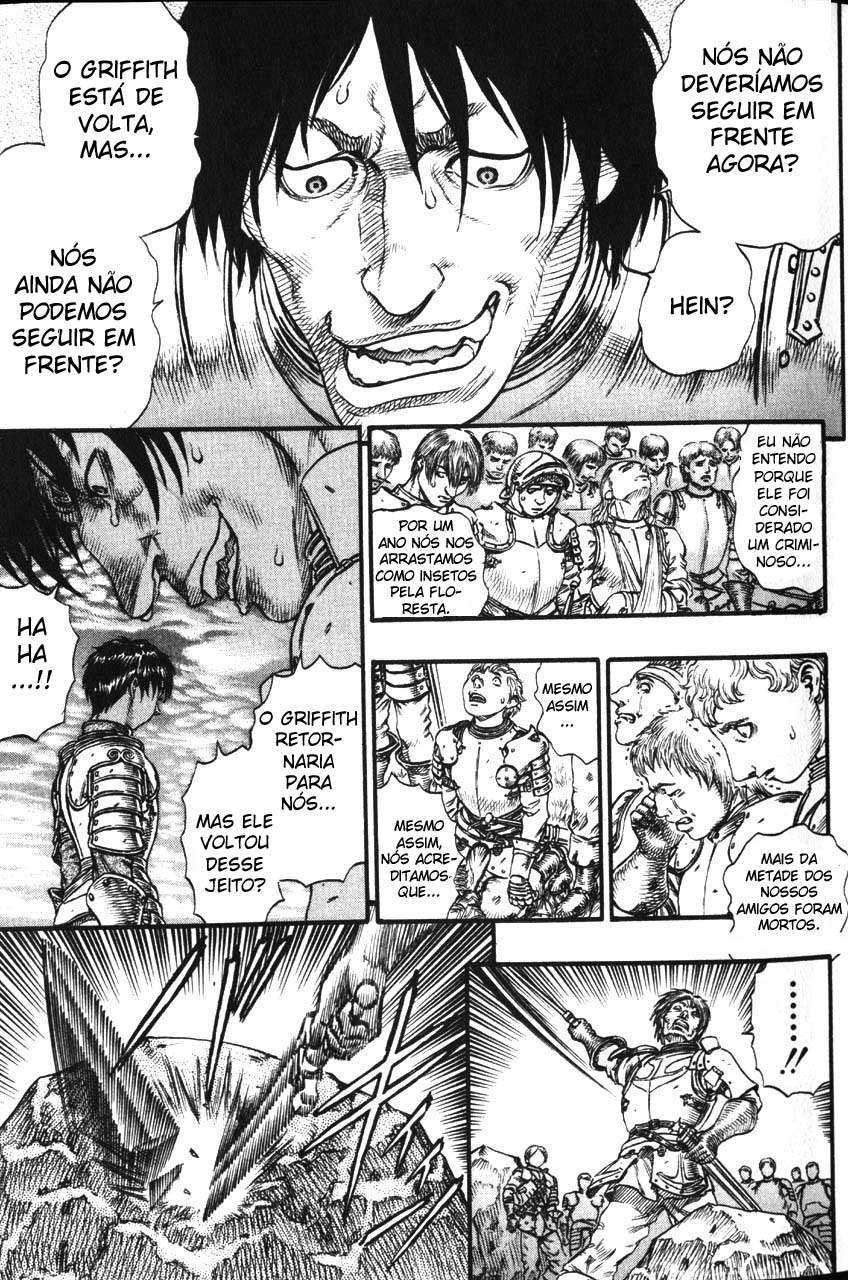 NÓS NÃO
DEVERÍAMOS
SEGUIR EM
FRENTE
AGORA?
HEIN?
O GRIFFITH
ESTÁ DE
VOLTA,
MAS...
NÓS
AINDA NÃO
PODEMOS
SEGUIR EM
FRENTE?
EU NÃO
ENTENDO
PORQUE
ELE FOI
CONSI-
DERADO
UM CRIMI-
NOSO...
POR UM
ANO NÓS NOS
ARRASTAMOS
COMO INSETOS
PELA FLO-
RESTA.
MAIS DA
METADE DOS
NOSSOS
AMIGOS FORAM
MORTOS.
MESMO
ASSIM
...
MESMO
ASSIM,
NÓS ACRE-
DITAMOS
QUE...
O GRIFFITH
RETOR-
NARIA
PARA
NÓS...
MAS ELE
VOLTOU
DESSE
JEITO?
HA
HA
...!!
......!!